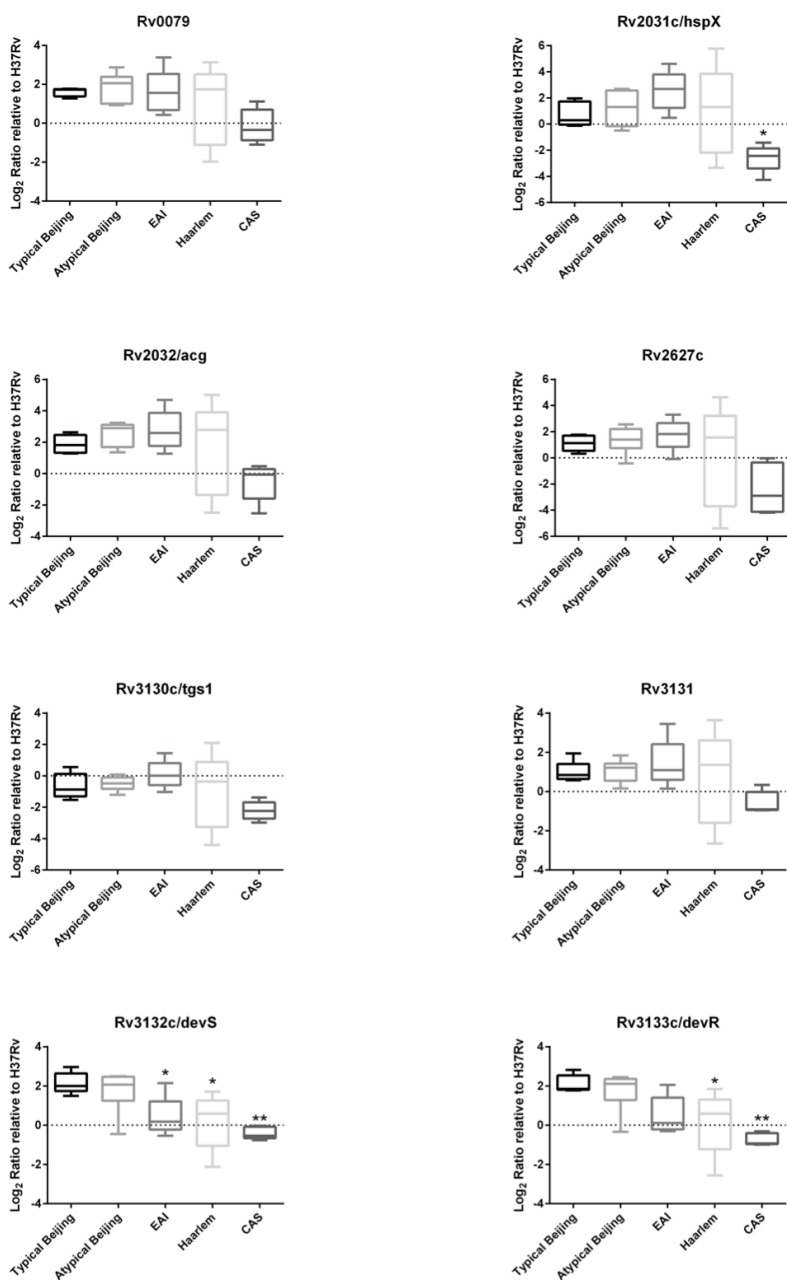 Rv0079
Log2 Ratio relative to H37Rv
4
2
0
-2
-4
Typical Beijing
Atypical Beijing
EAI
Haarlem
CAS
Rv2031c/hspX
Log2 Ratio relative to H37Rv
6
4
2
0
-2
-4
-6
*
Typical Beijing
Atypical Beijing
EAI
Haarlem
CAS
Rv2032/acg
Log2 Ratio relative to H37Rv
6
4
2
0
-2
-4
Typical Beijing
Atypical Beijing
EAI
Haarlem
CAS
Rv2627c
Log2 Ratio relative to H37Rv
6
4
2
0
-2
-4
-6
Typical Beijing
Atypical Beijing
EAI
Haarlem
CAS
Rv3130c/tgs1
Log2 Ratio relative to H37Rv
4
2
0
-2
-4
-6
Typical Beijing
Atypical Beijing
EAI
Haarlem
CAS
Rv3131
Log2 Ratio relative to H37Rv
4
2
0
-2
-4
Typical Beijing
Atypical Beijing
EAI
Haarlem
CAS
Rv3132c/devS
Log2 Ratio relative to H37Rv
4
2
0
-2
-4
* * **
Typical Beijing
Atypical Beijing
EAI
Haarlem
CAS
Rv3133c/devR
Log2 Ratio relative to H37Rv
4
2
0
-2
-4
* **
Typical Beijing
Atypical Beijing
EAI
Haarlem
CAS